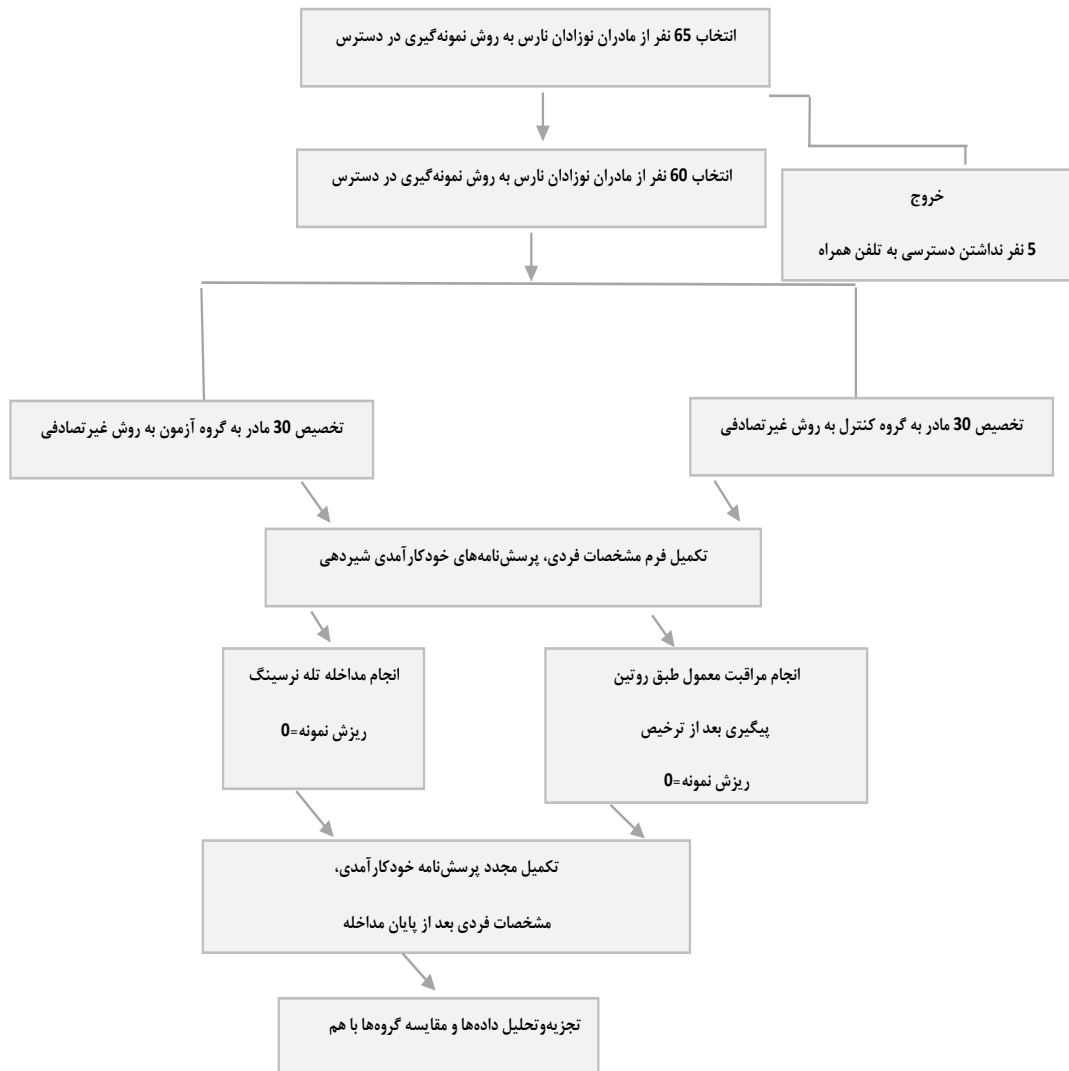 انتخاب 65 نفر از مادران نوزادان نارس به روش نمونه‌گیری در دسترس
انتخاب 60 نفر از مادران نوزادان نارس به روش نمونه‌گیری در دسترس
خروج
5 نفر نداشتن دسترسی به تلفن همراه
تخصیص 30 مادر به گروه کنترل به روش غیرتصادفی
تخصیص 30 مادر به گروه آزمون به روش غیرتصادفی
تکمیل فرم مشخصات فردی، پرسش‌نامه‌های خودکارآمدی شیردهی
انجام مراقبت معمول طبق روتین
پیگیری بعد از ترخیص
ریزش نمونه=0
انجام مداخله تله نرسینگ
ریزش نمونه=0
تکمیل مجدد پرسش‌نامه خودکارآمدی،
مشخصات فردی بعد از پایان مداخله
تجزیه‌وتحلیل داده‌ها و مقایسه گروه‌ها با هم